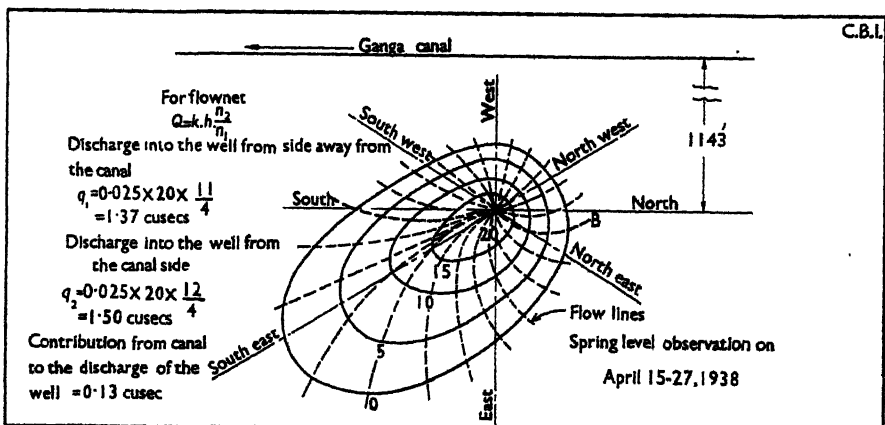 C.B.I.
Ganga canal
For flownet
Q=k.h n2/n1
Discharge into the well from side away from
the canal
q1=0·025×20× 11/4
=1·37 cusecs
Discharge into the well from
the canal side
q2=0·025×20× 12/4
=1·50 cusecs
Contribution from canal
to the discharge of the
well =0·13 cusec
West
South west
North west
1143′
South
North
B
20
15
10
5
0
North east
South east
East
Flow lines
Spring level observation on
April 15-27,1938